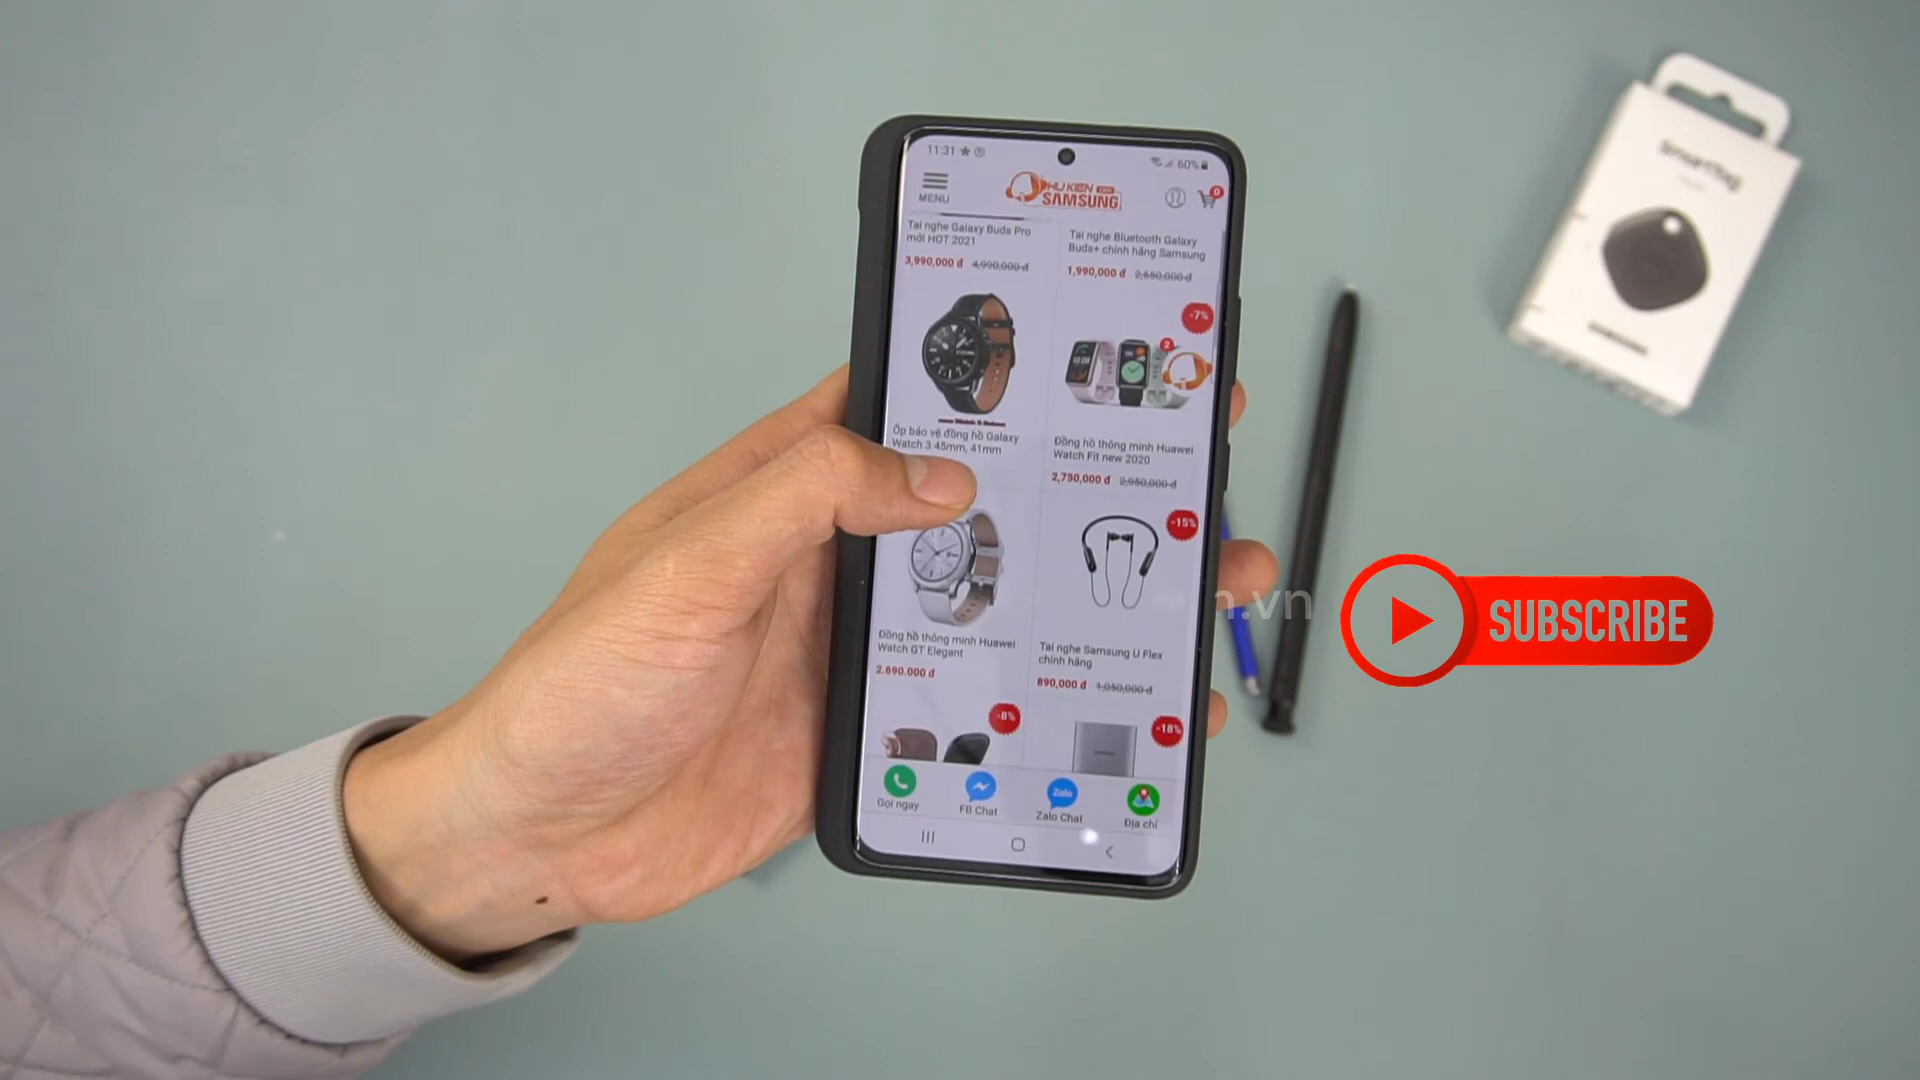 11:31
60%
MENU
PHU KIEN
SAMSUNG
0
Tai nghe Galaxy Buds Pro
mới HOT 2021
3,990,000 đ 4,990,000 đ
Tai nghe Bluetooth Galaxy
Buds+ chính hãng Samsung
1,990,000 đ 2,650,000 đ
-7%
2
Ốp bảo vệ đồng hồ Galaxy
Watch 3 45mm, 41mm
Đồng hồ thông minh Huawei
Watch Fit new 2020
2,750,000 đ 2,950,000 đ
-15%
Đồng hồ thông minh Huawei
Watch GT Elegant
2.690.000 đ
Tai nghe Samsung U Flex
chính hãng
890,000 đ 1,050,000 đ
-8%
-18%
Gọi ngay
FB Chat
Zalo
Zalo Chat
Địa chỉ
SmartTag
SAMSUNG
n.vn
SUBSCRIBE